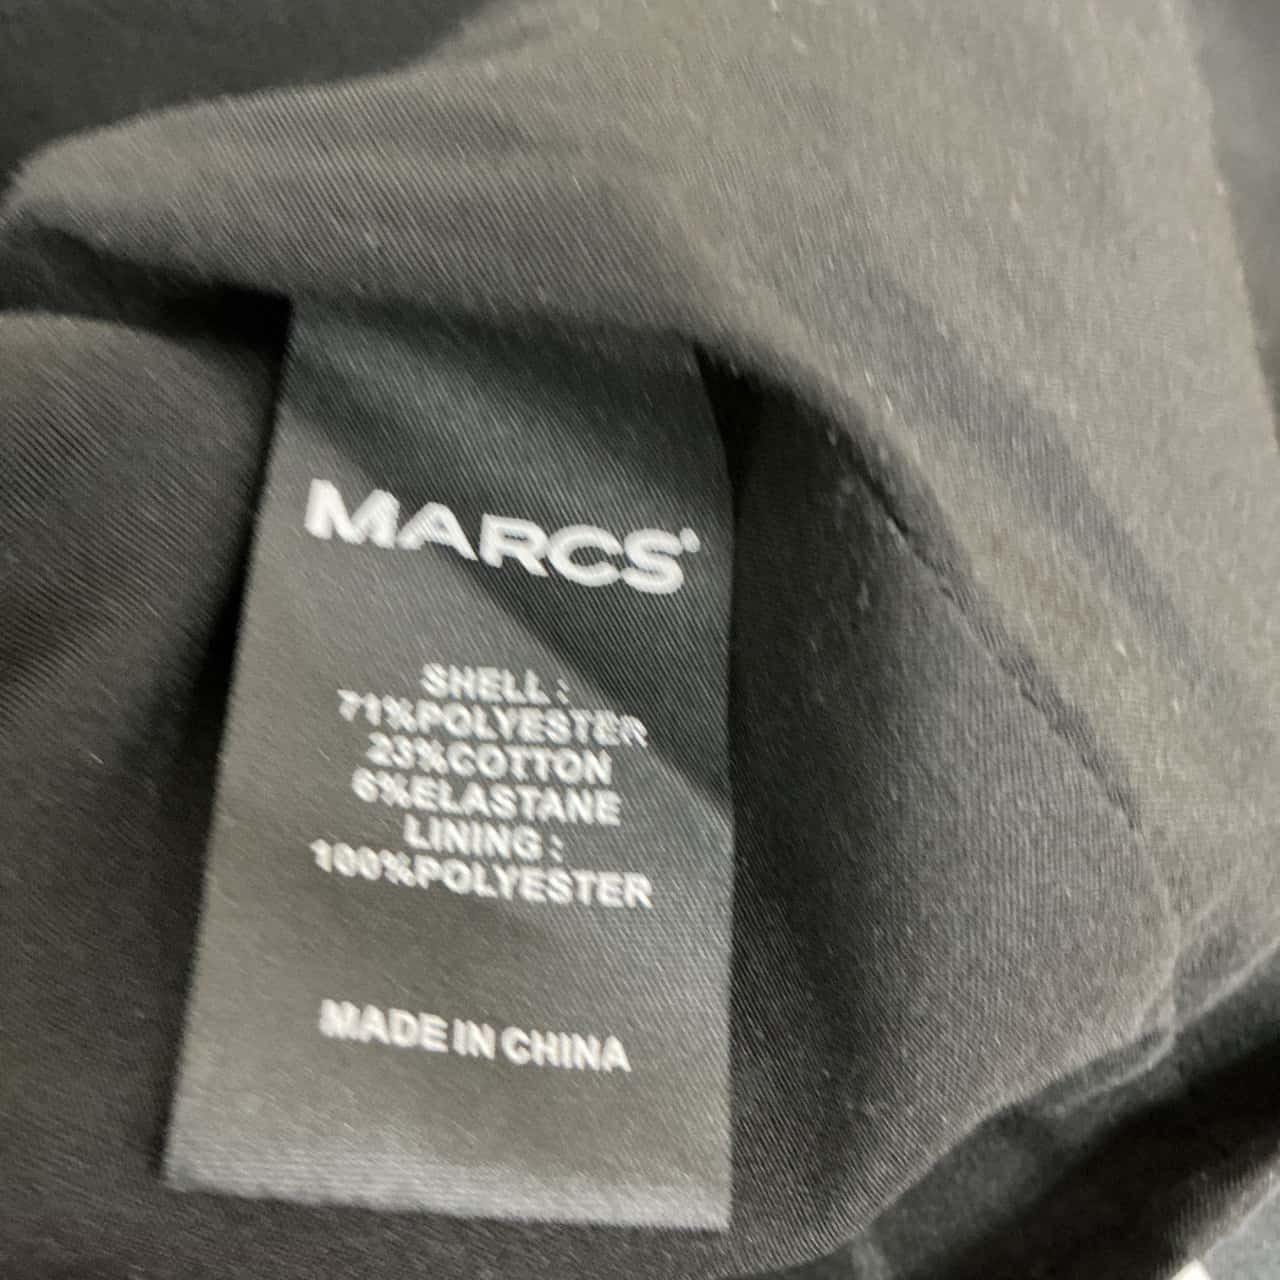 MARCS
SHELL :
71%POLYESTER
23%COTTON
6%ELASTANE
LINING :
100%POLYESTER
MADE IN CHINA